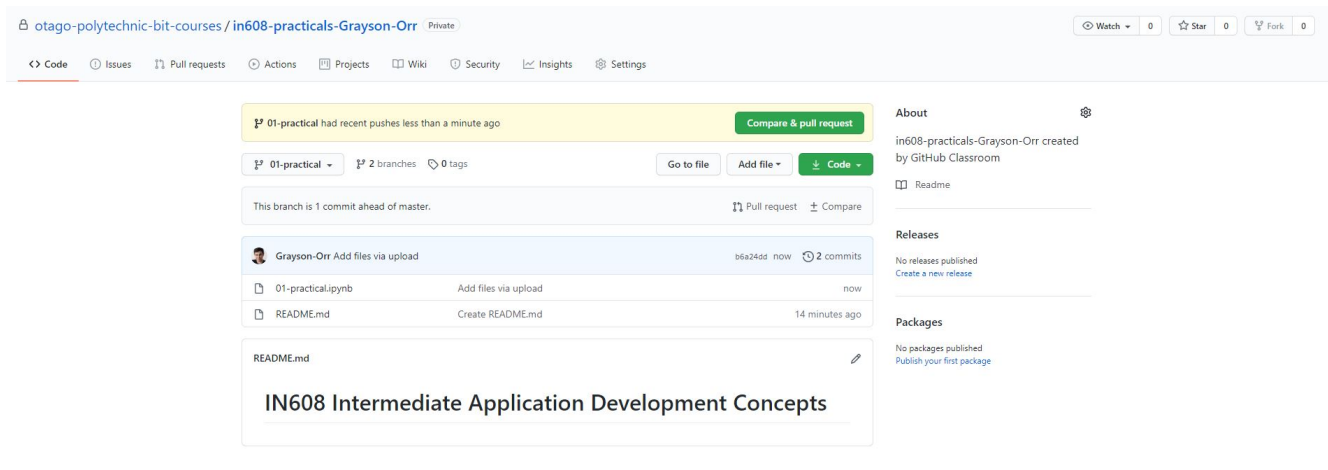 otago-polytechnic-bit-courses / in608-practicals-Grayson-Orr Private
Watch 0 Star 0 Fork 0
Code Issues Pull requests Actions Projects Wiki Security Insights Settings
01-practical had recent pushes less than a minute ago Compare & pull request
01-practical 2 branches 0 tags Go to file Add file Code
This branch is 1 commit ahead of master. Pull request Compare
Grayson-Orr Add files via upload b6a24dd now 2 commits
01-practical.ipynb Add files via upload now
README.md Create README.md 14 minutes ago
README.md
IN608 Intermediate Application Development Concepts
About
in608-practicals-Grayson-Orr created
by GitHub Classroom
Readme
Releases
No releases published
Create a new release
Packages
No packages published
Publish your first package